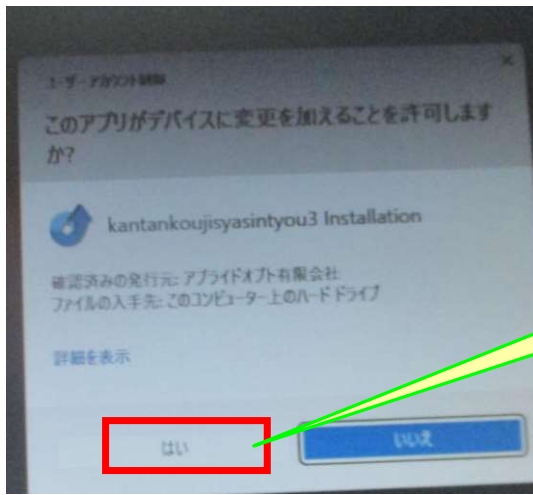 ユーザー アカウント制御
このアプリがデバイスに変更を加えることを許可します
か?
kantankoujisyasintyou3 Installation
確認済みの発行元: アプライドオプト有限会社
ファイルの入手先: このコンピューター上のハード ドライブ
詳細を表示
はい
いいえ